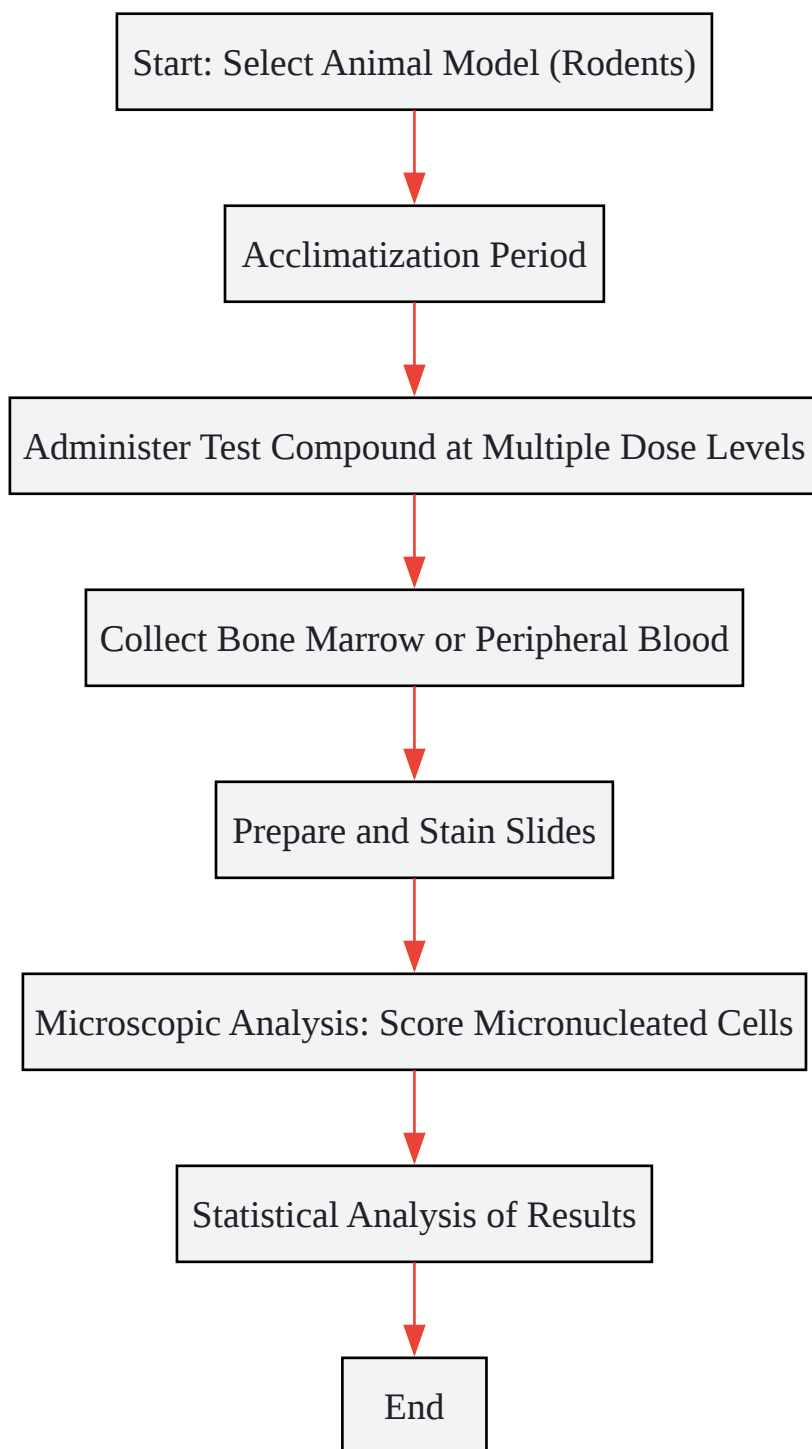 Start: Select Animal Model (Rodents)
Acclimatization Period
Administer Test Compound at Multiple Dose Levels
Collect Bone Marrow or Peripheral Blood
Prepare and Stain Slides
Microscopic Analysis: Score Micronucleated Cells
Statistical Analysis of Results
End